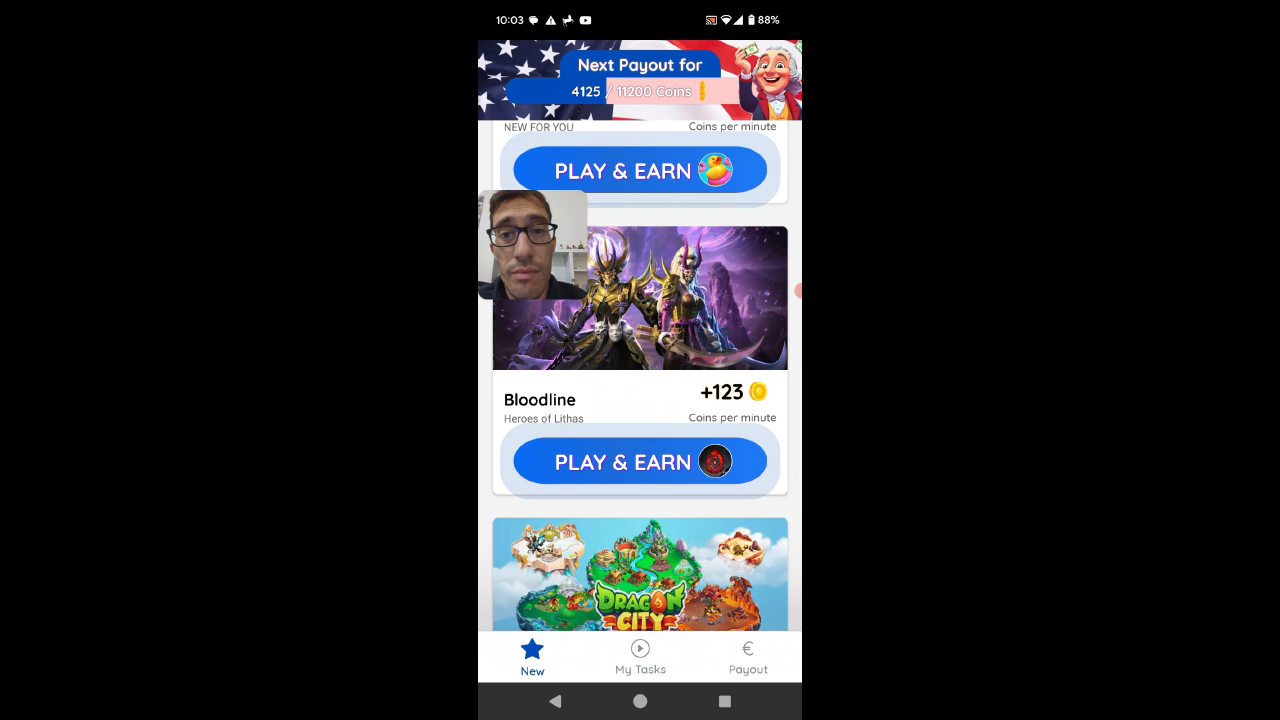 10:03
88%
Next Payout for
4125 / 11200 Coins
NEW FOR YOU
Coins per minute
PLAY & EARN
+123
Bloodline
Heroes of Lithas
Coins per minute
PLAY & EARN
DRAGON
CITY
New
My Tasks
€
Payout